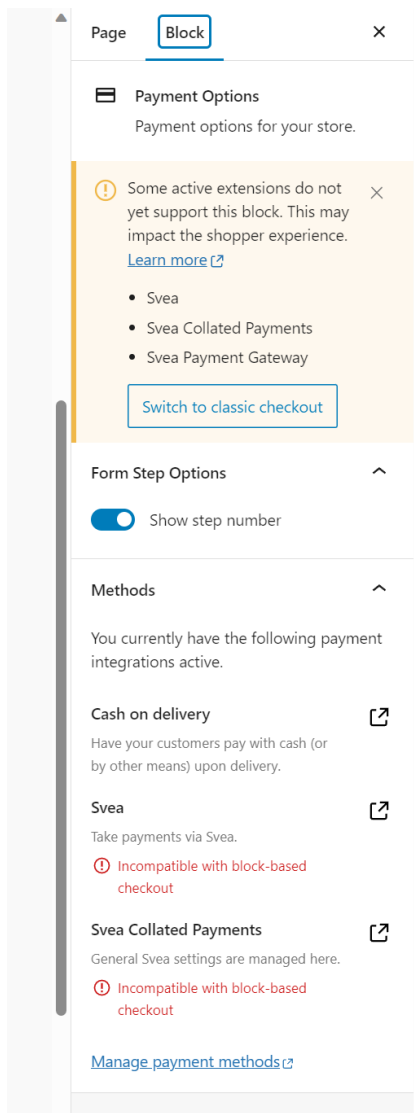 Page
Block
Payment Options
Payment options for your store.
Some active extensions do not
yet support this block. This may
impact the shopper experience.
Learn more
• Svea
• Svea Collated Payments
• Svea Payment Gateway
Switch to classic checkout
Form Step Options
Show step number
Methods
You currently have the following payment
integrations active.
Cash on delivery
Have your customers pay with cash (or
by other means) upon delivery.
Svea
Take payments via Svea.
Incompatible with block-based
checkout
Svea Collated Payments
General Svea settings are managed here.
Incompatible with block-based
checkout
Manage payment methods